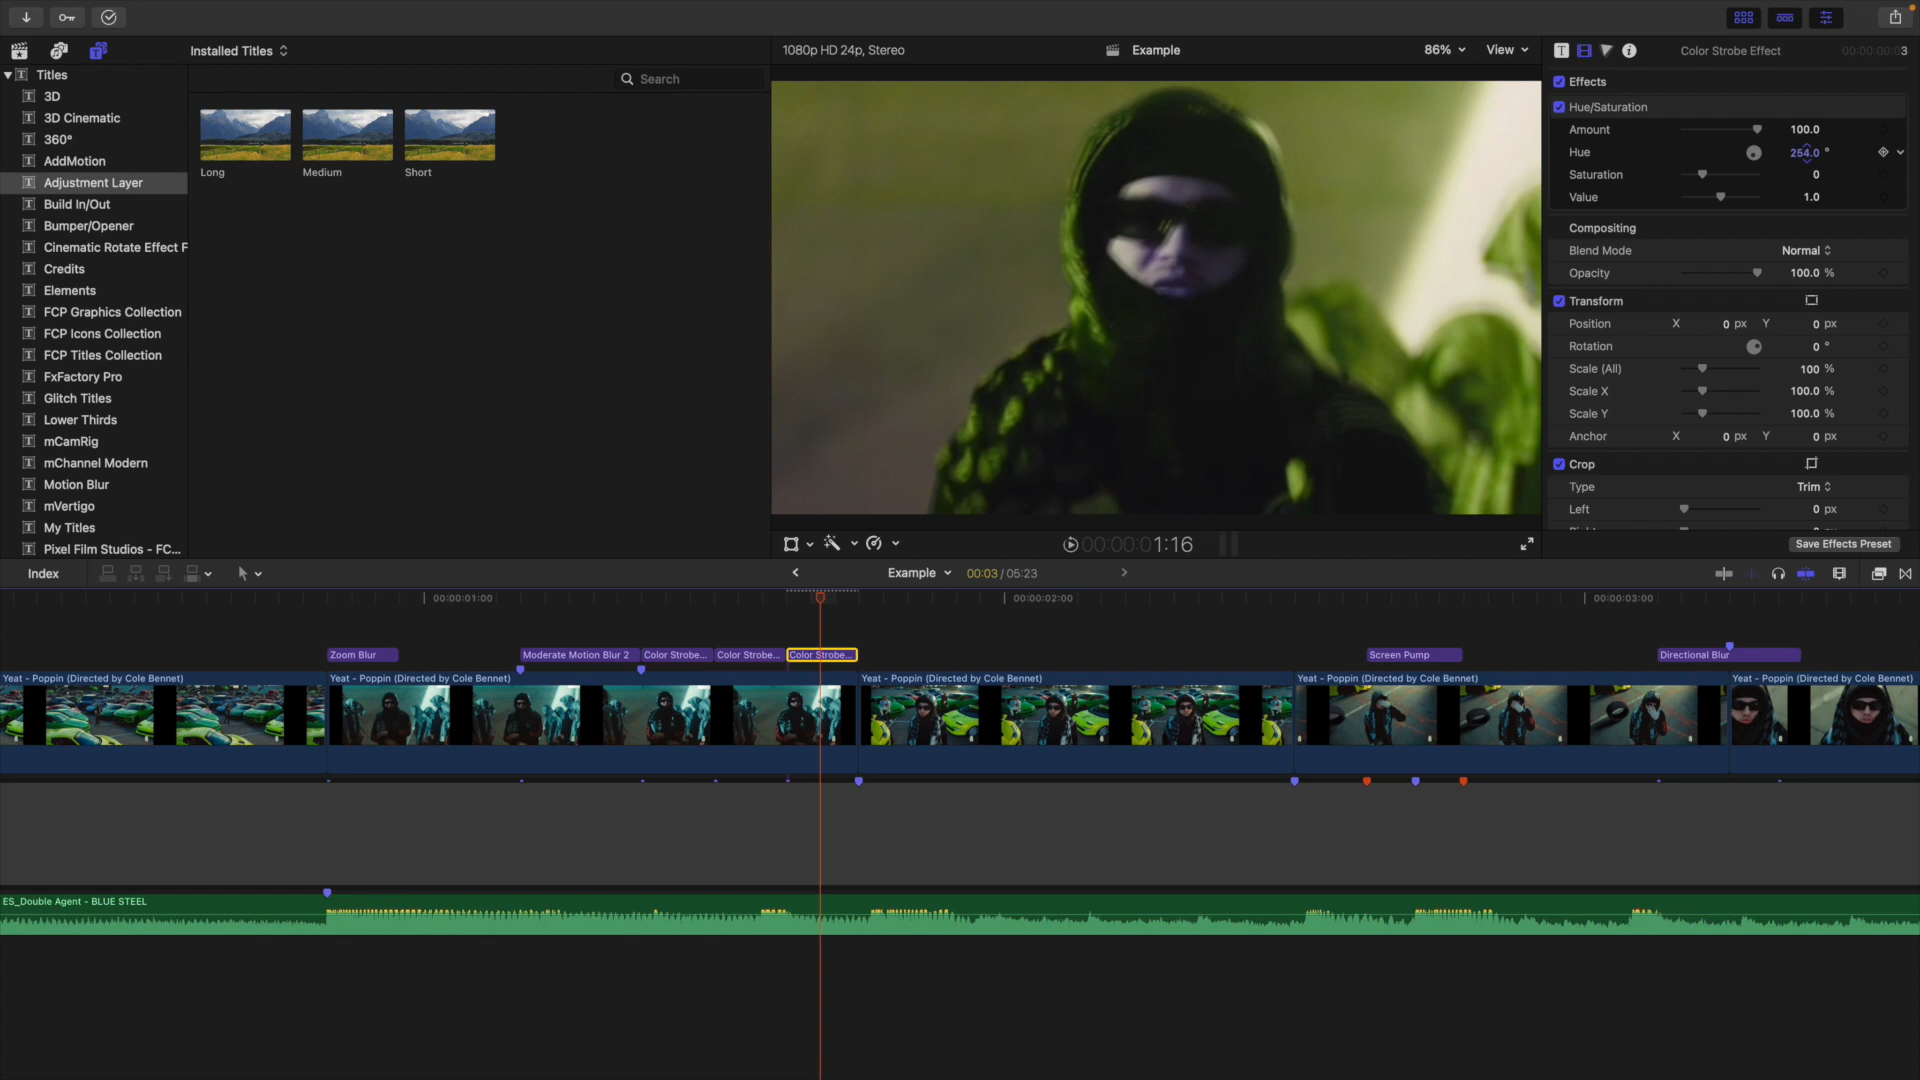 Installed Titles
1080p HD 24p, Stereo
Example
86%
View
Color Strobe Effect
00:00:00:03
Titles
3D
3D Cinematic
360°
AddMotion
Adjustment Layer
Build In/Out
Bumper/Opener
Cinematic Rotate Effect F
Credits
Elements
FCP Graphics Collection
FCP Icons Collection
FCP Titles Collection
FxFactory Pro
Glitch Titles
Lower Thirds
mCamRig
mChannel Modern
Motion Blur
mVertigo
My Titles
Pixel Film Studios - FC...
Search
Long
Medium
Short
Effects
Hue/Saturation
Amount 100.0
Hue 254.0 °
Saturation 0
Value 1.0
Compositing
Blend Mode Normal
Opacity 100.0 %
Transform
Position X 0 px Y 0 px
Rotation 0 °
Scale (All) 100 %
Scale X 100.0 %
Scale Y 100.0 %
Anchor X 0 px Y 0 px
Crop
Type Trim
Left 0 px
Save Effects Preset
00:00:01:16
Index
Example
00:03 / 05:23
00:00:01:00
00:00:02:00
00:00:03:00
Zoom Blur
Moderate Motion Blur 2
Color Strobe...
Color Strobe...
Color Strobe...
Screen Pump
Directional Blur
Yeat - Poppin (Directed by Cole Bennet)
Yeat - Poppin (Directed by Cole Bennet)
Yeat - Poppin (Directed by Cole Bennet)
Yeat - Poppin (Directed by Cole Bennet)
Yeat - Poppin (Directed by Cole Bennet)
ES_Double Agent - BLUE STEEL